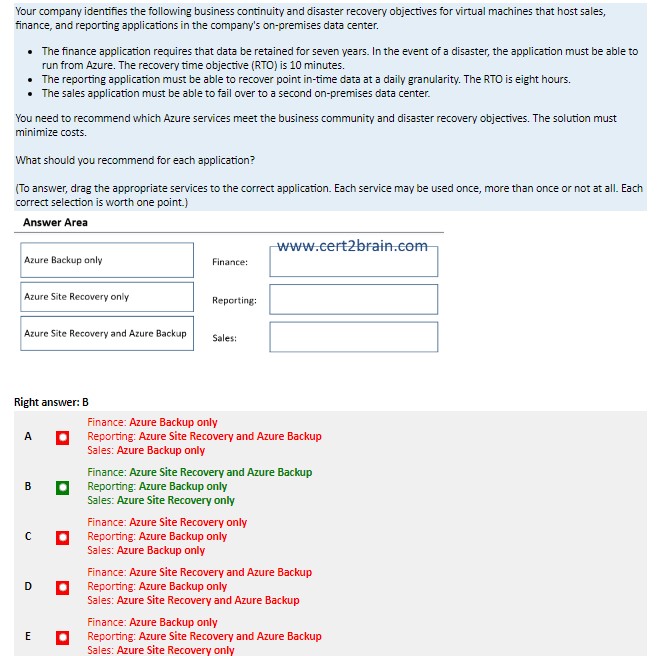 Your company identifies the following business continuity and disaster recovery objectives for virtual machines that host sales,
finance, and reporting applications in the company's on-premises data center.
• The finance application requires that data be retained for seven years. In the event of a disaster, the application must be able to
run from Azure. The recovery time objective (RTO) is 10 minutes.
• The reporting application must be able to recover point in-time data at a daily granularity. The RTO is eight hours.
• The sales application must be able to fail over to a second on-premises data center.
You need to recommend which Azure services meet the business community and disaster recovery objectives. The solution must
minimize costs.
What should you recommend for each application?
(To answer, drag the appropriate services to the correct application. Each service may be used once, more than once or not at all. Each
correct selection is worth one point.)
Answer Area
www.cert2brain.com
Azure Backup only
Finance:
Azure Site Recovery only
Reporting:
Azure Site Recovery and Azure Backup
Sales:
Right answer: B
Finance: Azure Backup only
A Reporting: Azure Site Recovery and Azure Backup
Sales: Azure Backup only
Finance: Azure Site Recovery and Azure Backup
B Reporting: Azure Backup only
Sales: Azure Site Recovery only
Finance: Azure Site Recovery only
C Reporting: Azure Backup only
Sales: Azure Backup only
Finance: Azure Site Recovery and Azure Backup
D Reporting: Azure Backup only
Sales: Azure Site Recovery and Azure Backup
Finance: Azure Backup only
E Reporting: Azure Site Recovery and Azure Backup
Sales: Azure Site Recovery only